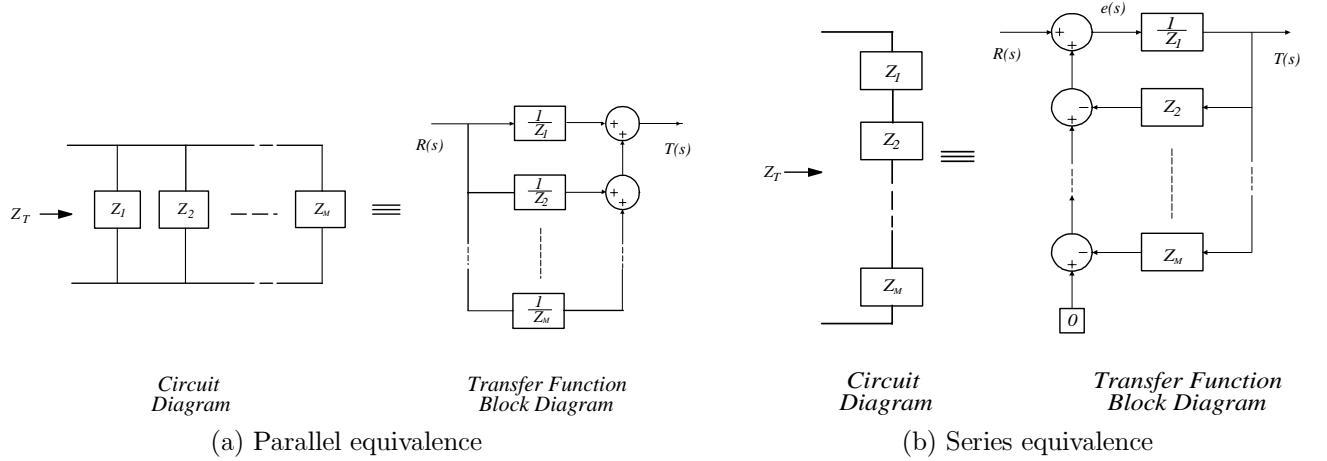 Z_T
Z_1
Z_2
Z_M
R(s)
1/Z_1
+
+
T(s)
1/Z_2
+
+
1/Z_M
Circuit
Diagram
Transfer Function
Block Diagram
(a) Parallel equivalence
Z_T
Z_1
Z_2
Z_M
R(s)
+
+
e(s)
1/Z_1
T(s)
−
+
Z_2
−
+
Z_M
0
Circuit
Diagram
Transfer Function
Block Diagram
(b) Series equivalence